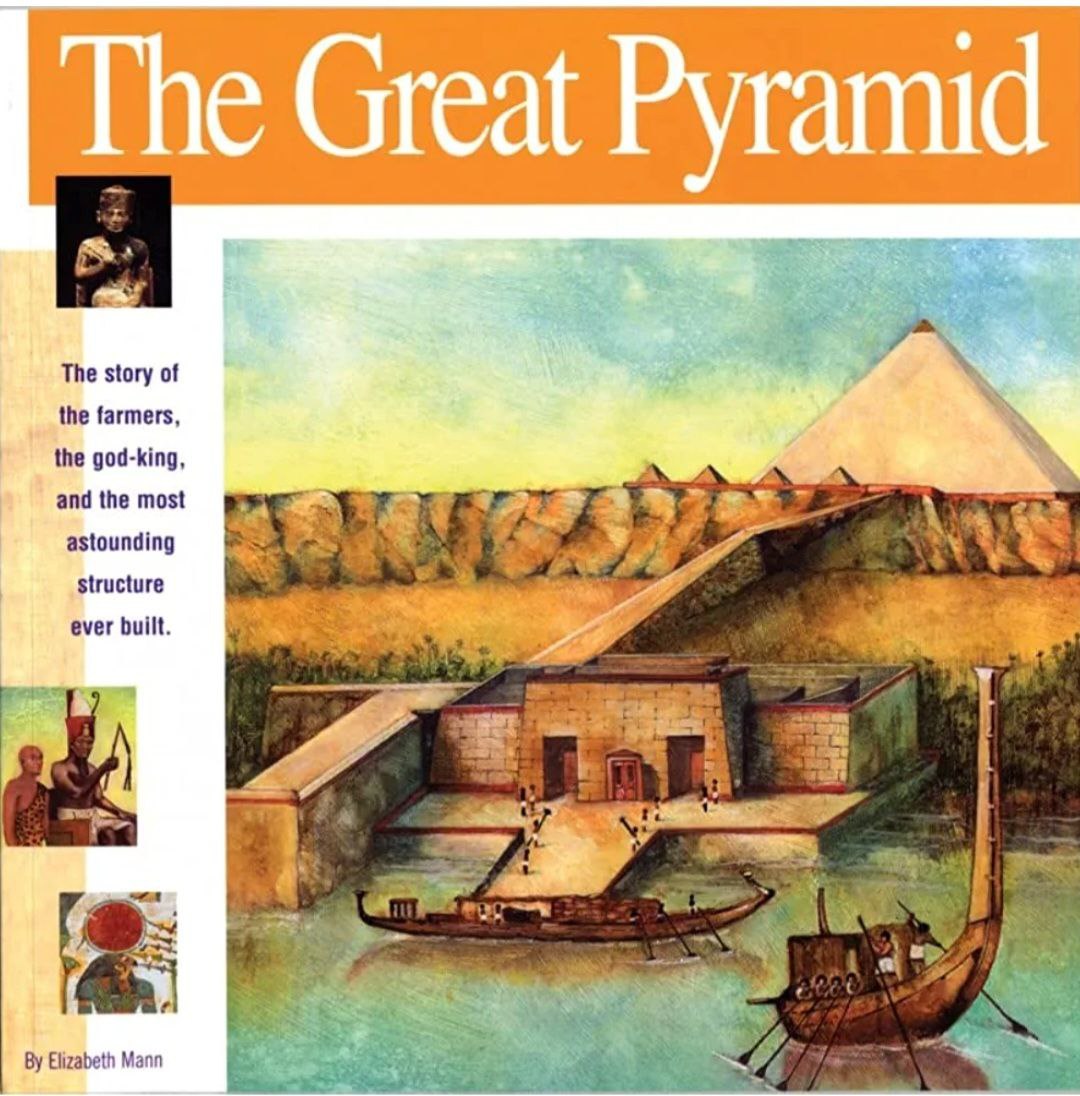 The Great Pyramid
The story of
the farmers,
the god-king,
and the most
astounding
structure
ever built.
By Elizabeth Mann